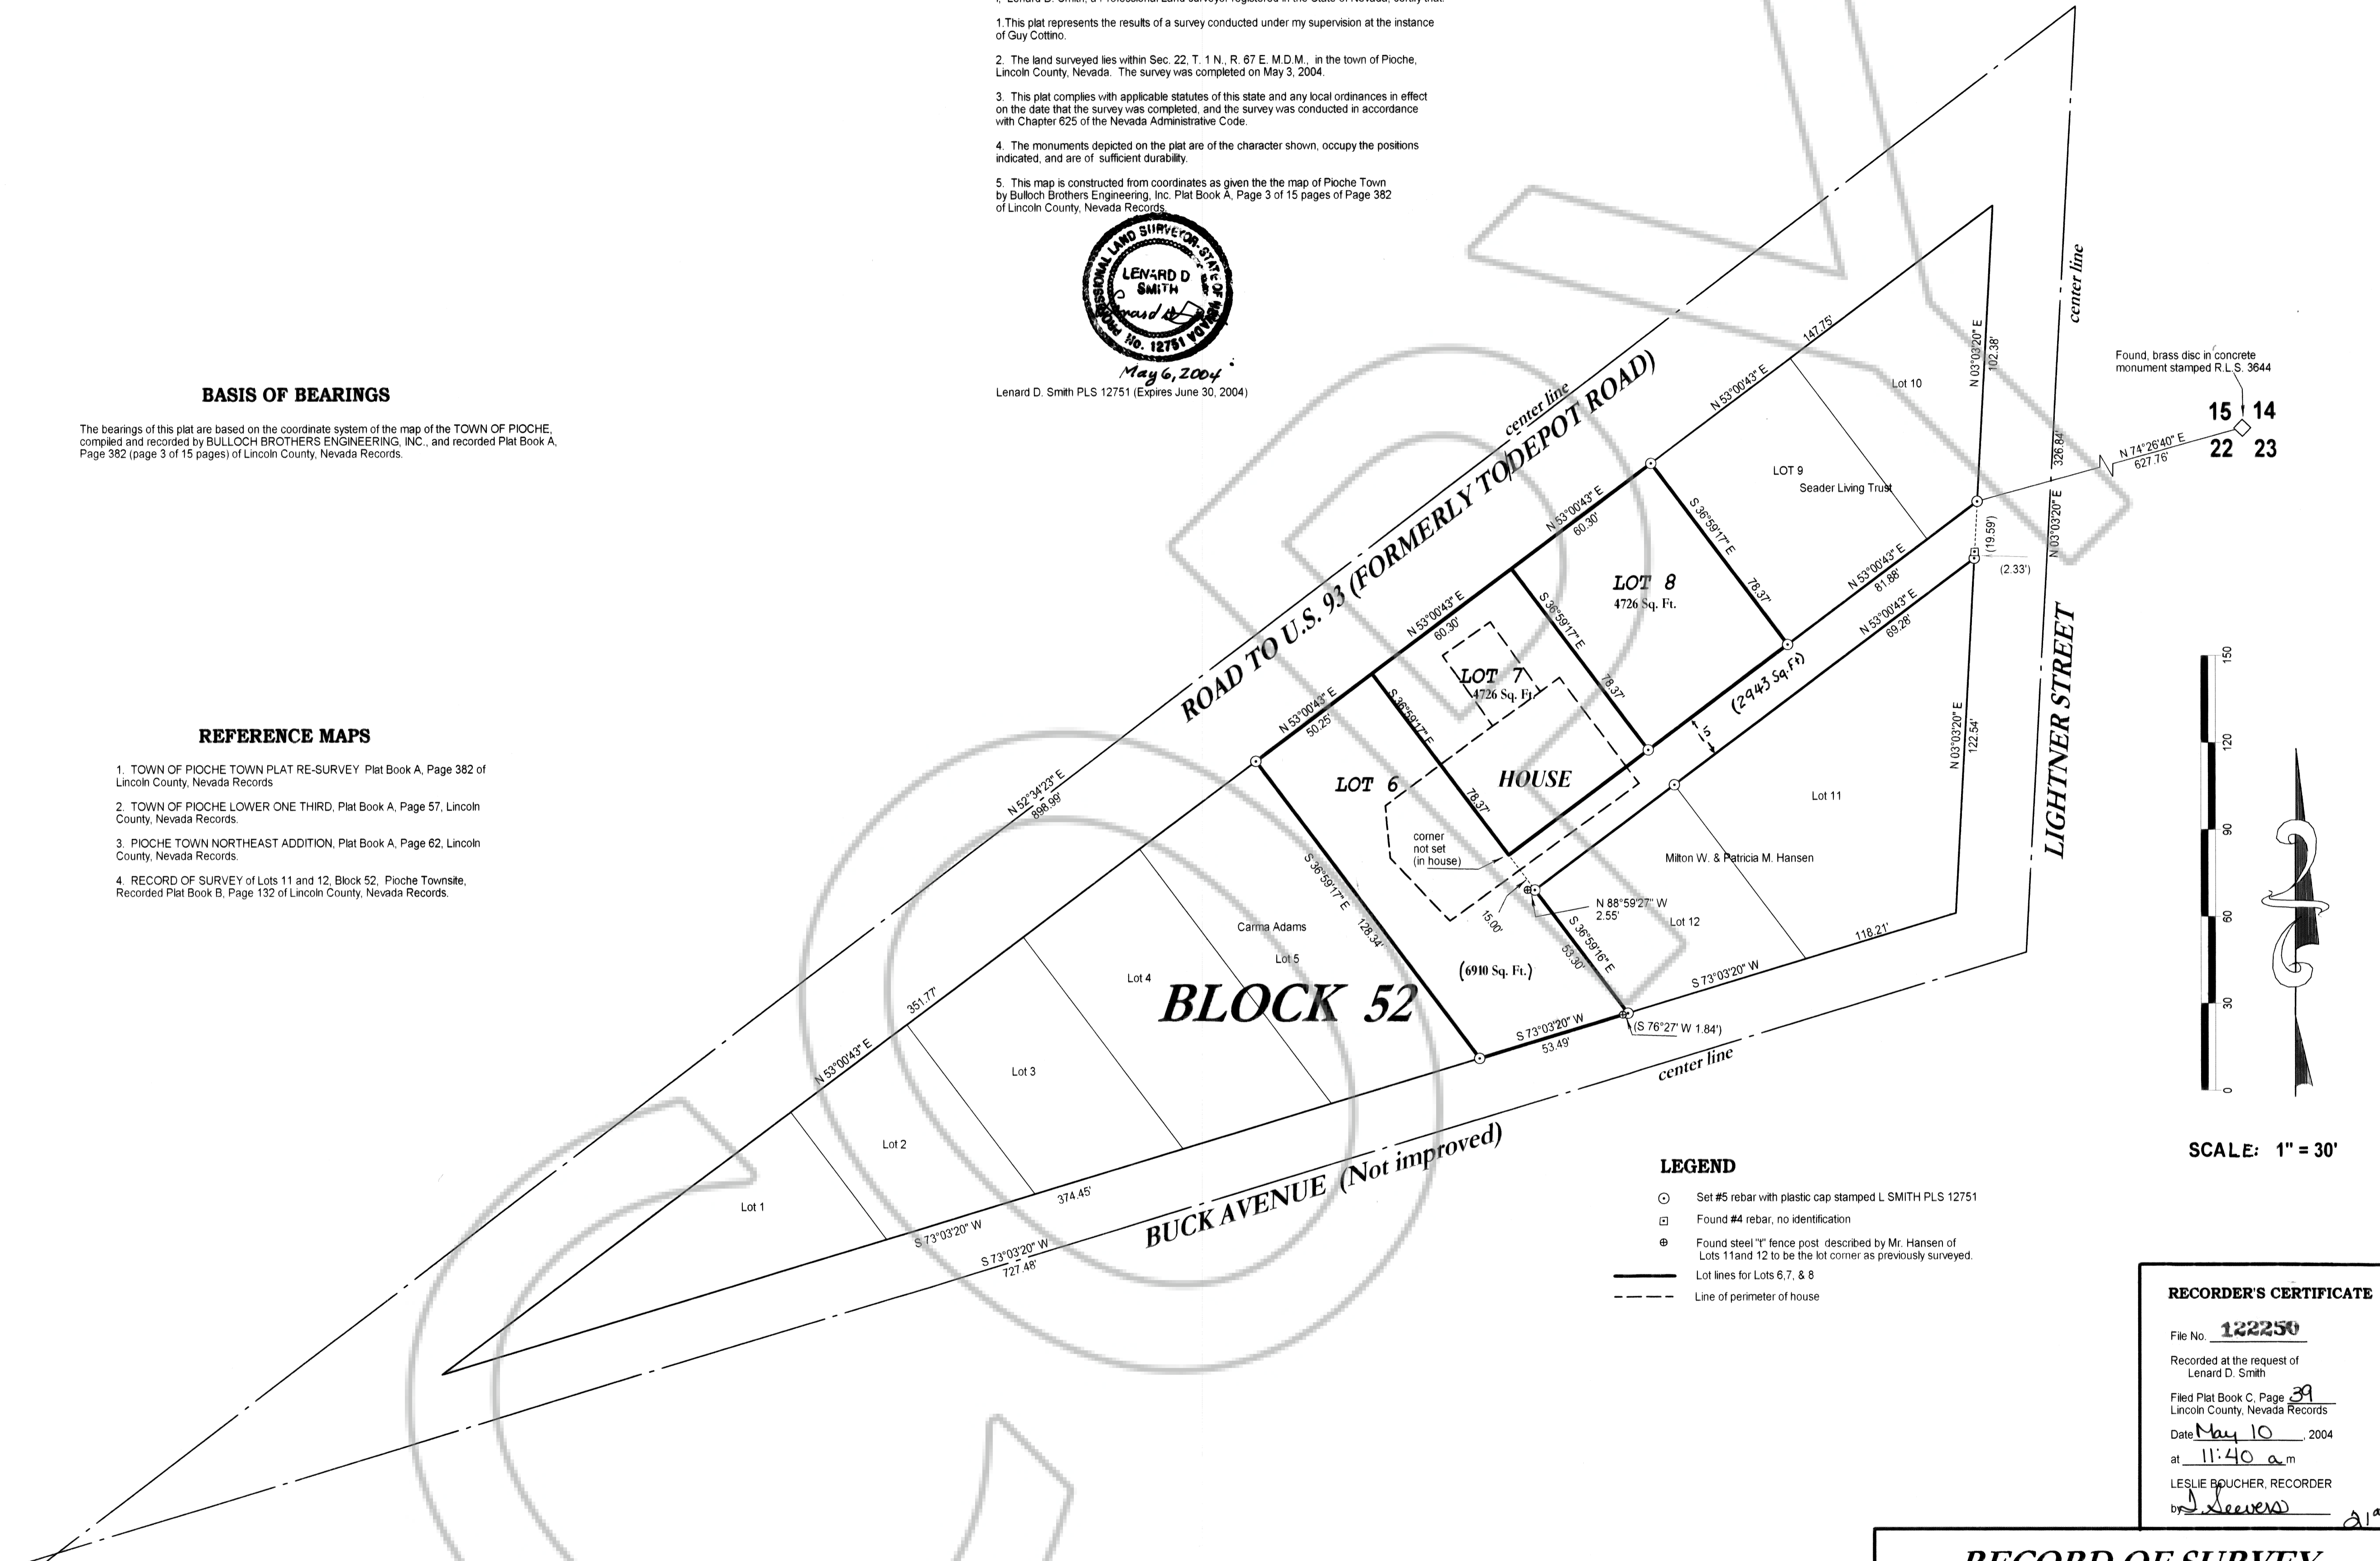 I, Lenard D. Smith, a Professional Land Surveyor registered in the State of Nevada, certify that:
1.This plat represents the results of a survey conducted under my supervision at the instance
of Guy Cottino.
2. The land surveyed lies within Sec. 22, T. 1 N., R. 67 E. M.D.M., in the town of Pioche,
Lincoln County, Nevada. The survey was completed on May 3, 2004.
3. This plat complies with applicable statutes of this state and any local ordinances in effect
on the date that the survey was completed, and the survey was conducted in accordance
with Chapter 625 of the Nevada Administrative Code.
4. The monuments depicted on the plat are of the character shown, occupy the positions
indicated, and are of sufficient durability.
5. This map is constructed from coordinates as given the the map of Pioche Town
by Bulloch Brothers Engineering, Inc. Plat Book A, Page 3 of 15 pages of Page 382
of Lincoln County, Nevada Records.
PROFESSIONAL LAND SURVEYOR-STATE OF NEVADA
LENARD D
SMITH
No. 12751
May 6, 2004
Lenard D. Smith PLS 12751 (Expires June 30, 2004)
BASIS OF BEARINGS
The bearings of this plat are based on the coordinate system of the map of the TOWN OF PIOCHE,
compiled and recorded by BULLOCH BROTHERS ENGINEERING, INC., and recorded Plat Book A,
Page 382 (page 3 of 15 pages) of Lincoln County, Nevada Records.
REFERENCE MAPS
1. TOWN OF PIOCHE TOWN PLAT RE-SURVEY Plat Book A, Page 382 of
Lincoln County, Nevada Records
2. TOWN OF PIOCHE LOWER ONE THIRD, Plat Book A, Page 57, Lincoln
County, Nevada Records.
3. PIOCHE TOWN NORTHEAST ADDITION, Plat Book A, Page 62, Lincoln
County, Nevada Records.
4. RECORD OF SURVEY of Lots 11 and 12, Block 52, Pioche Townsite,
Recorded Plat Book B, Page 132 of Lincoln County, Nevada Records.
ROAD TO U.S. 93 (FORMERLY TO DEPOT ROAD)
center line
N 52°34'23" E
898.99'
N 53°00'43" E
351.77'
N 53°00'43" E
50.25'
N 53°00'43" E
60.30'
N 53°00'43" E
60.30'
N 53°00'43" E
147.75'
Lot 10
N 03°03'20" E
102.38'
center line
N 03°03'20" E
326.84'
LIGHTNER STREET
Found, brass disc in concrete
monument stamped R.L.S. 3644
15 14
22 23
N 74°26'40" E
627.76'
LOT 9
Seader Living Trust
S 36°59'17" E
78.37'
LOT 8
4726 Sq. Ft.
S 36°59'17" E
78.37'
LOT 7
4726 Sq. Ft.
S 36°59'17" E
78.37'
HOUSE
LOT 6
corner
not set
(in house)
N 53°00'43" E
81.88'
(19.59')
(2.33')
N 53°00'43" E
69.28'
(2943 Sq.Ft)
15'
N 03°03'20" E
122.54'
Lot 11
Milton W. & Patricia M. Hansen
Lot 12
N 88°59'27" W
2.55'
15.00'
S 36°59'16" E
53.30'
S 36°59'17" E
128.34'
(6910 Sq. Ft.)
S 73°03'20" W
118.21'
S 73°03'20" W
53.49'
(S 76°27' W 1.84')
Carma Adams
Lot 5
Lot 4
BLOCK 52
Lot 3
Lot 2
Lot 1
374.45'
S 73°03'20" W
S 73°03'20" W
727.48'
BUCK AVENUE (Not improved)
center line
150
120
90
60
30
0
SCALE: 1" = 30'
LEGEND
Set #5 rebar with plastic cap stamped L SMITH PLS 12751
Found #4 rebar, no identification
Found steel "t" fence post described by Mr. Hansen of
Lots 11and 12 to be the lot corner as previously surveyed.
Lot lines for Lots 6,7, & 8
Line of perimeter of house
RECORDER'S CERTIFICATE
File No. 122250
Recorded at the request of
Lenard D. Smith
Filed Plat Book C, Page 39
Lincoln County, Nevada Records
Date May 10, 2004
at 11:40 a m
LESLIE BOUCHER, RECORDER
by
RECORD OF SURVEY
COPY